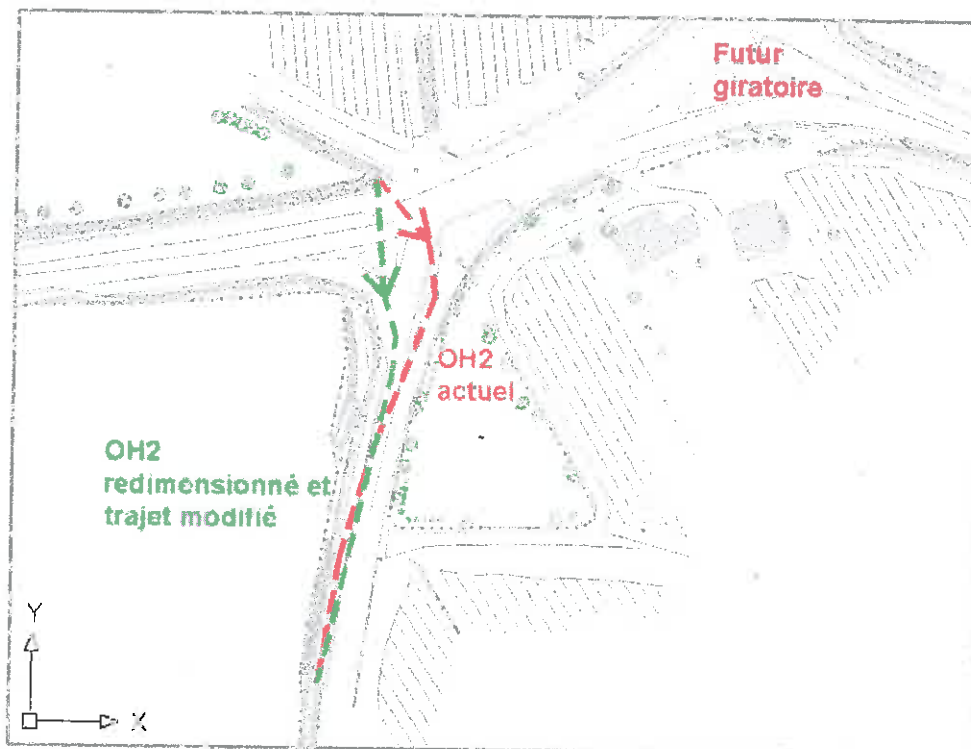 Futur
giratoire
OH2
actuel
OH2
redimensionné et
trajet modifié
Y
X